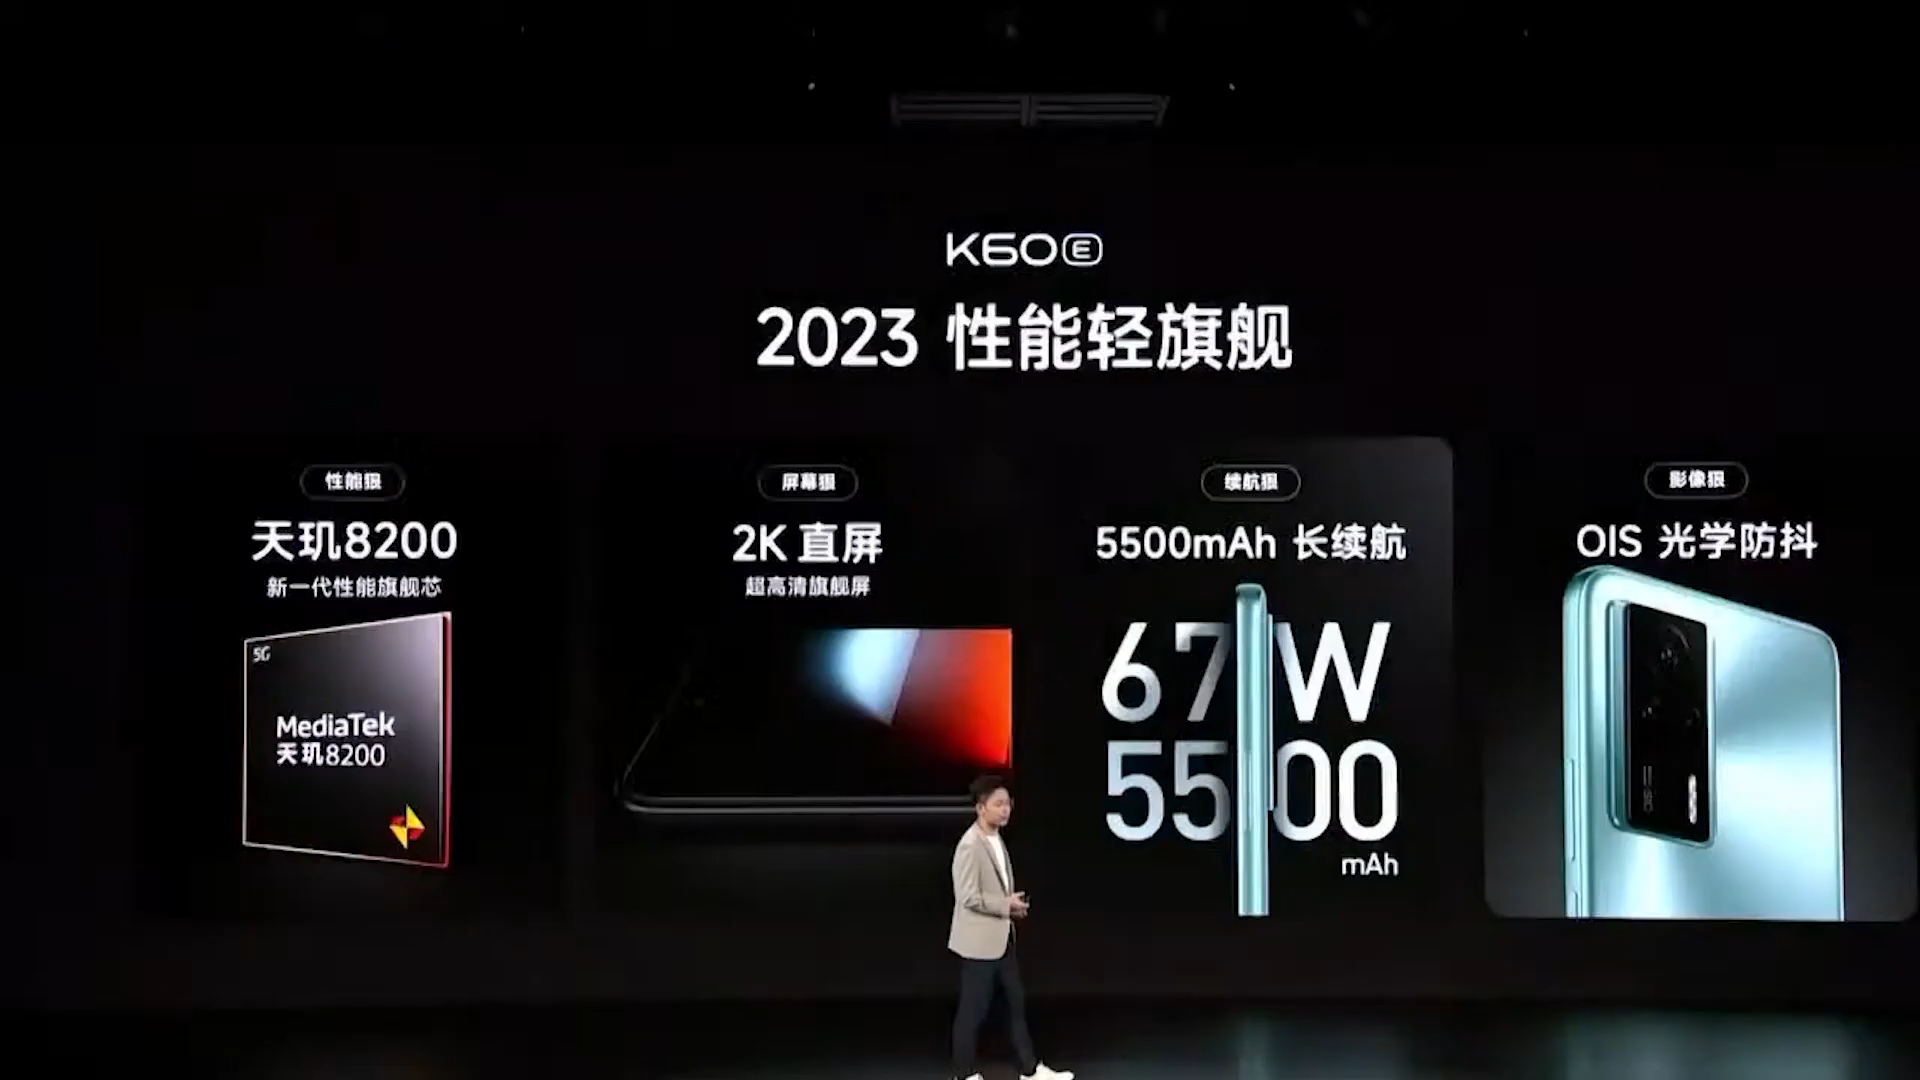 K60E
2023 性能轻旗舰
性能狠
天玑8200
新一代性能旗舰芯
5G
MediaTek
天玑8200
屏幕狠
2K 直屏
超高清旗舰屏
续航狠
5500mAh 长续航
67W
5500
mAh
影像狠
OIS 光学防抖